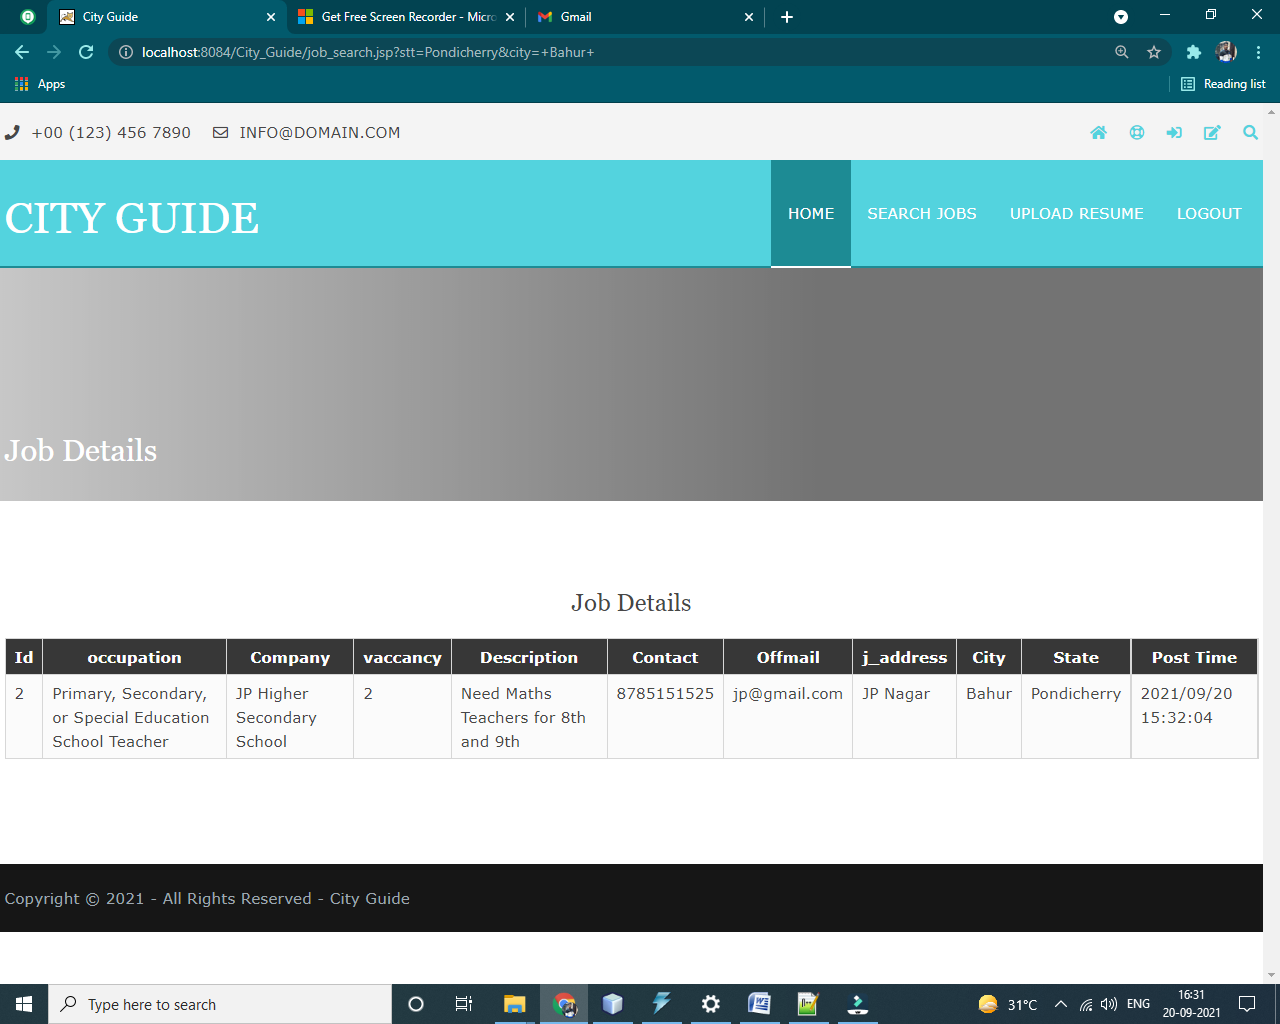 City Guide
Get Free Screen Recorder - Micro
Gmail
localhost:8084/City_Guide/job_search.jsp?stt=Pondicherry&city=+Bahur+
Apps
Reading list
+00 (123) 456 7890
INFO@DOMAIN.COM
CITY GUIDE
HOME
SEARCH JOBS
UPLOAD RESUME
LOGOUT
Job Details
Job Details
Id occupation Company vaccancy Description Contact Offmail j_address City State Post Time
2 Primary, Secondary, JP Higher 2 Need Maths 8785151525 jp@gmail.com JP Nagar Bahur Pondicherry 2021/09/20
or Special Education Secondary Teachers for 8th 15:32:04
School Teacher School and 9th
Copyright © 2021 - All Rights Reserved - City Guide
Type here to search
31°C
ENG
16:31
20-09-2021